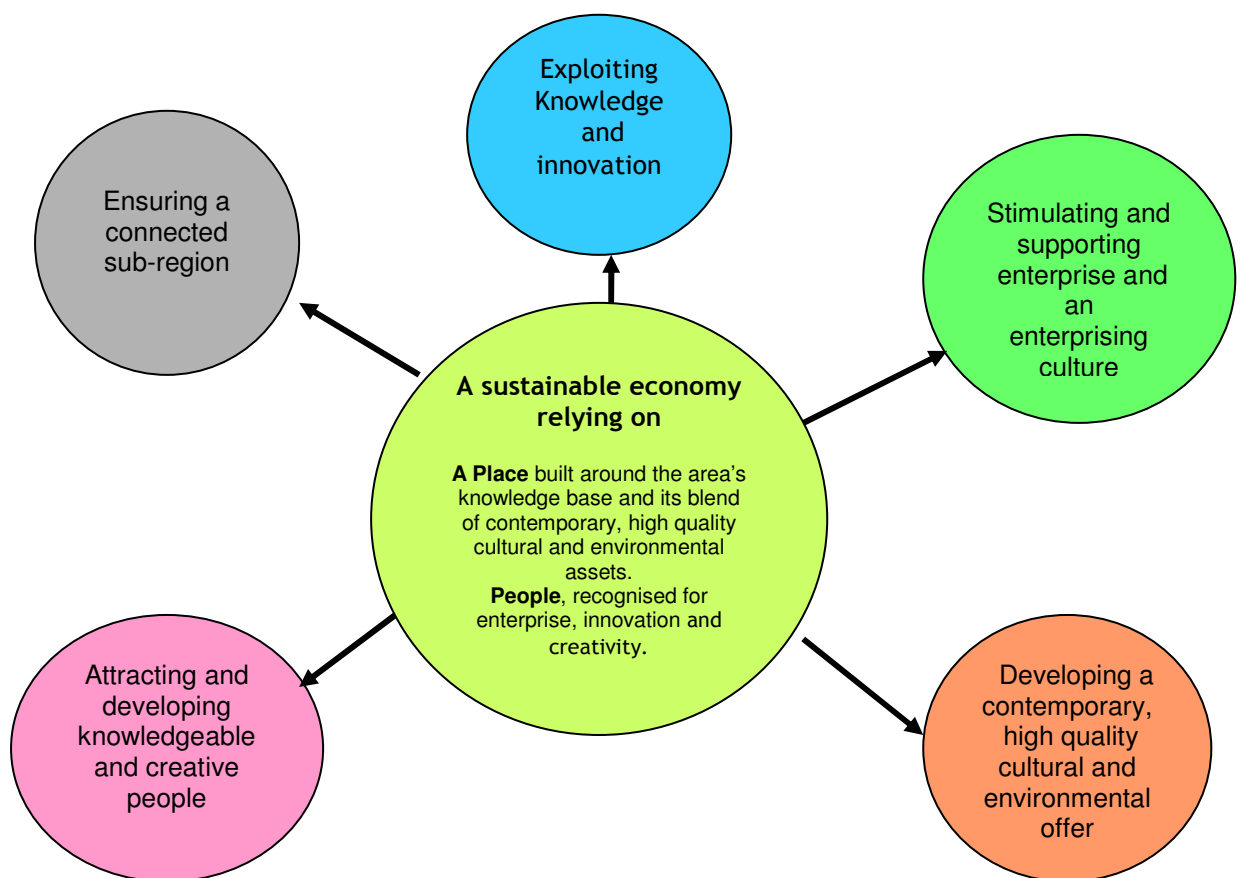 Exploiting
Knowledge
and
innovation
Ensuring a
connected
sub-region
Stimulating and
supporting
enterprise and
an
enterprising
culture
A sustainable economy
relying on
A Place built around the area's
knowledge base and its blend
of contemporary, high quality
cultural and environmental
assets.
People, recognised for
enterprise, innovation and
creativity.
Attracting and
developing
knowledgeable
and creative
people
Developing a
contemporary,
high quality
cultural and
environmental
offer